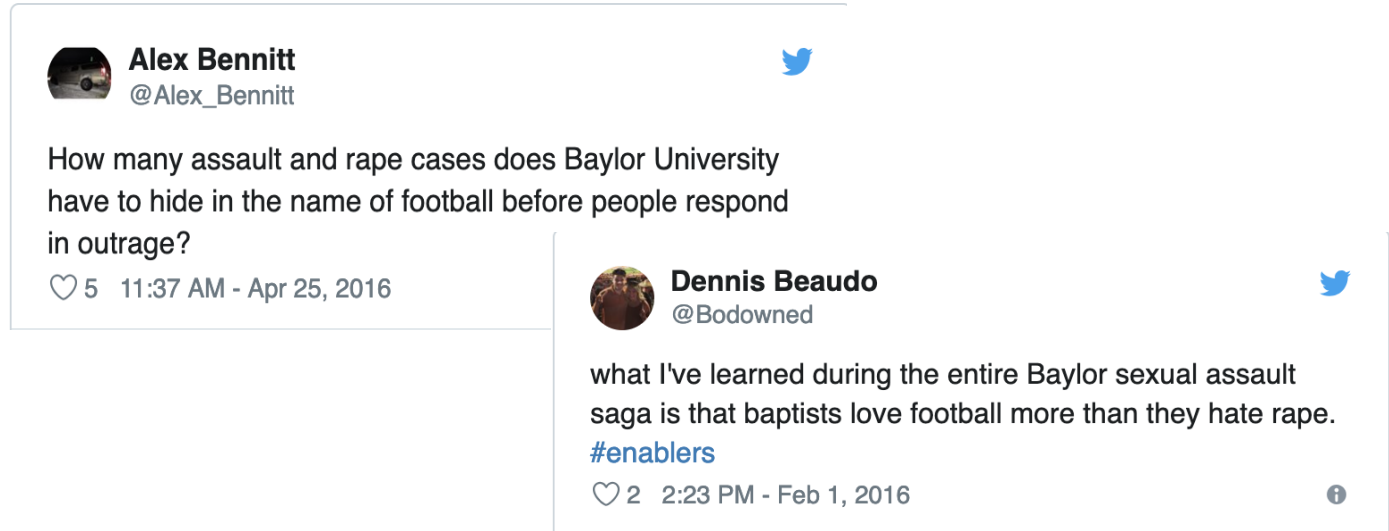 Alex Bennitt
@Alex_Bennitt
How many assault and rape cases does Baylor University
have to hide in the name of football before people respond
in outrage?
5 11:37 AM - Apr 25, 2016
Dennis Beaudo
@Bodowned
what I've learned during the entire Baylor sexual assault
saga is that baptists love football more than they hate rape.
#enablers
2 2:23 PM - Feb 1, 2016